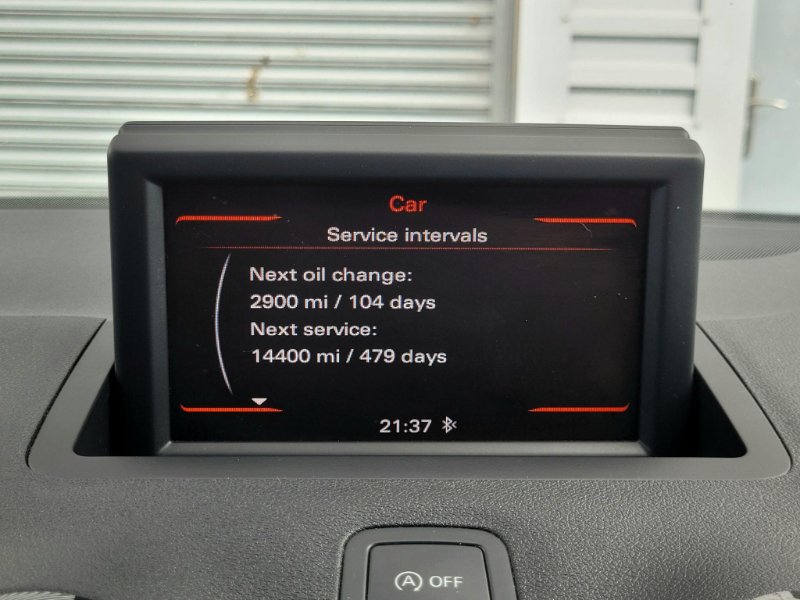 Car
Service intervals
Next oil change:
2900 mi / 104 days
Next service:
14400 mi / 479 days
21:37
A OFF